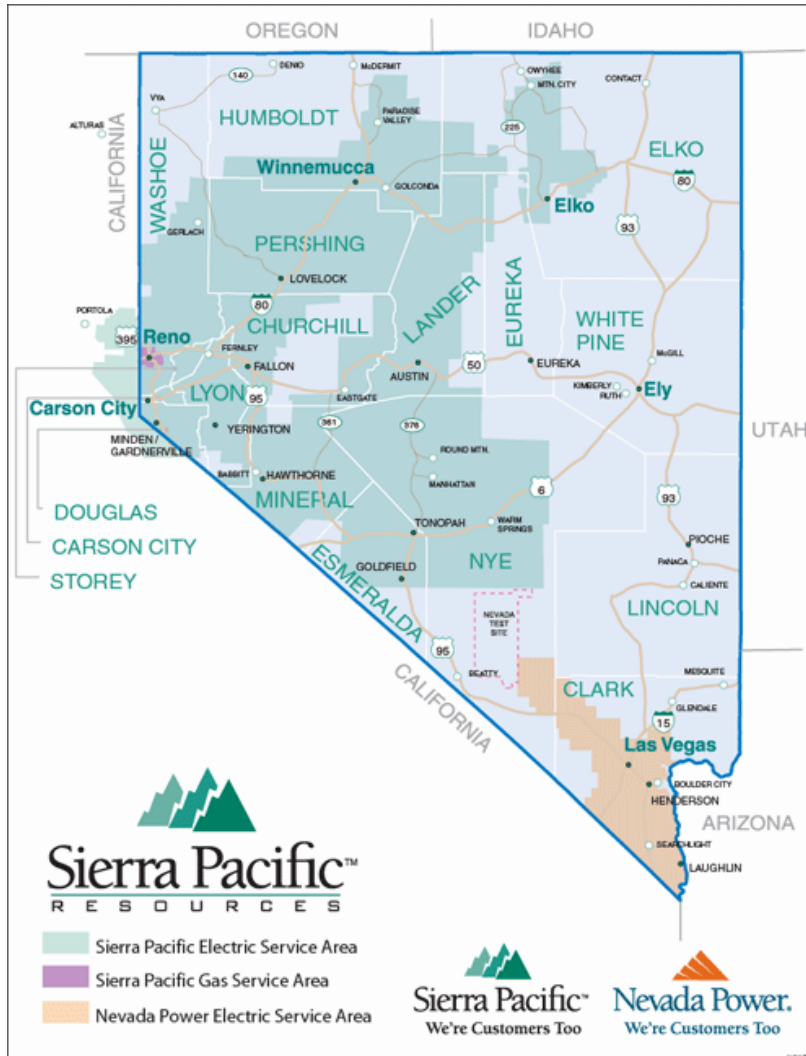 OREGON
IDAHO
DENIO
McDERMIT
OWYHEE
MTN. CITY
CONTACT
140
VYA
ALTURAS
PARADISE
VALLEY
HUMBOLDT
225
CALIFORNIA
WASHOE
ELKO
Winnemucca
GOLCONDA
80
Elko
GERLACH
93
PERSHING
LOVELOCK
80
LANDER
EUREKA
WHITE
PINE
PORTOLA
395
Reno
CHURCHILL
FERNLEY
FALLON
AUSTIN
50
EUREKA
McGILL
KIMBERLY
RUTH
Ely
LYON
95
EASTGATE
Carson City
361
376
YERINGTON
MINDEN /
GARDNERVILLE
UTAH
ROUND MTN.
BABBITT
HAWTHORNE
MANHATTAN
6
93
MINERAL
DOUGLAS
CARSON CITY
STOREY
TONOPAH
WARM
SPRINGS
PIOCHE
PANACA
CALIENTE
ESMERALDA
GOLDFIELD
NYE
LINCOLN
NEVADA
TEST
SITE
95
BEATTY
CALIFORNIA
MESQUITE
CLARK
GLENDALE
15
Las Vegas
BOULDER CITY
HENDERSON
ARIZONA
SEARCHLIGHT
LAUGHLIN
Sierra Pacific™
RESOURCES
Sierra Pacific Electric Service Area
Sierra Pacific Gas Service Area
Nevada Power Electric Service Area
Sierra Pacific™
We're Customers Too
Nevada Power.
We're Customers Too